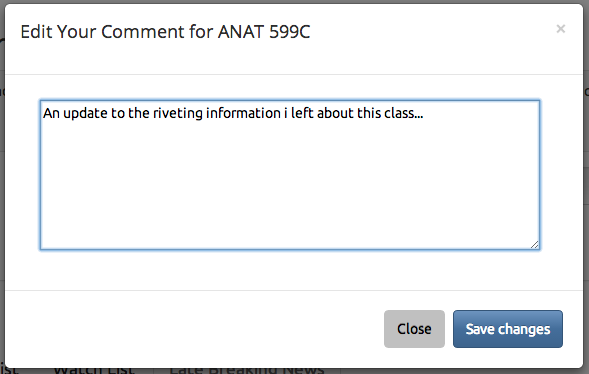 Edit Your Comment for ANAT 599C
×
An update to the riveting information i left about this class...
Close
Save changes
ist Watch List Late Breaking News